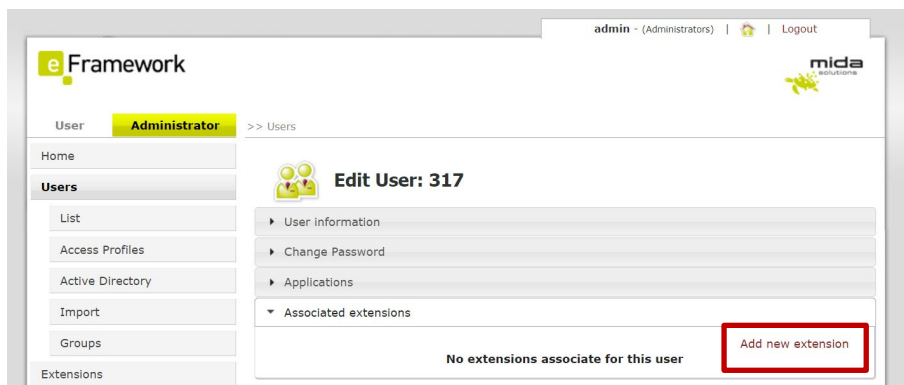 admin - (Administrators) | | Logout
e Framework
mida
solutions
User Administrator >> Users
Home
Users
List
Access Profiles
Active Directory
Import
Groups
Extensions
Edit User: 317
User information
Change Password
Applications
Associated extensions
Add new extension
No extensions associate for this user